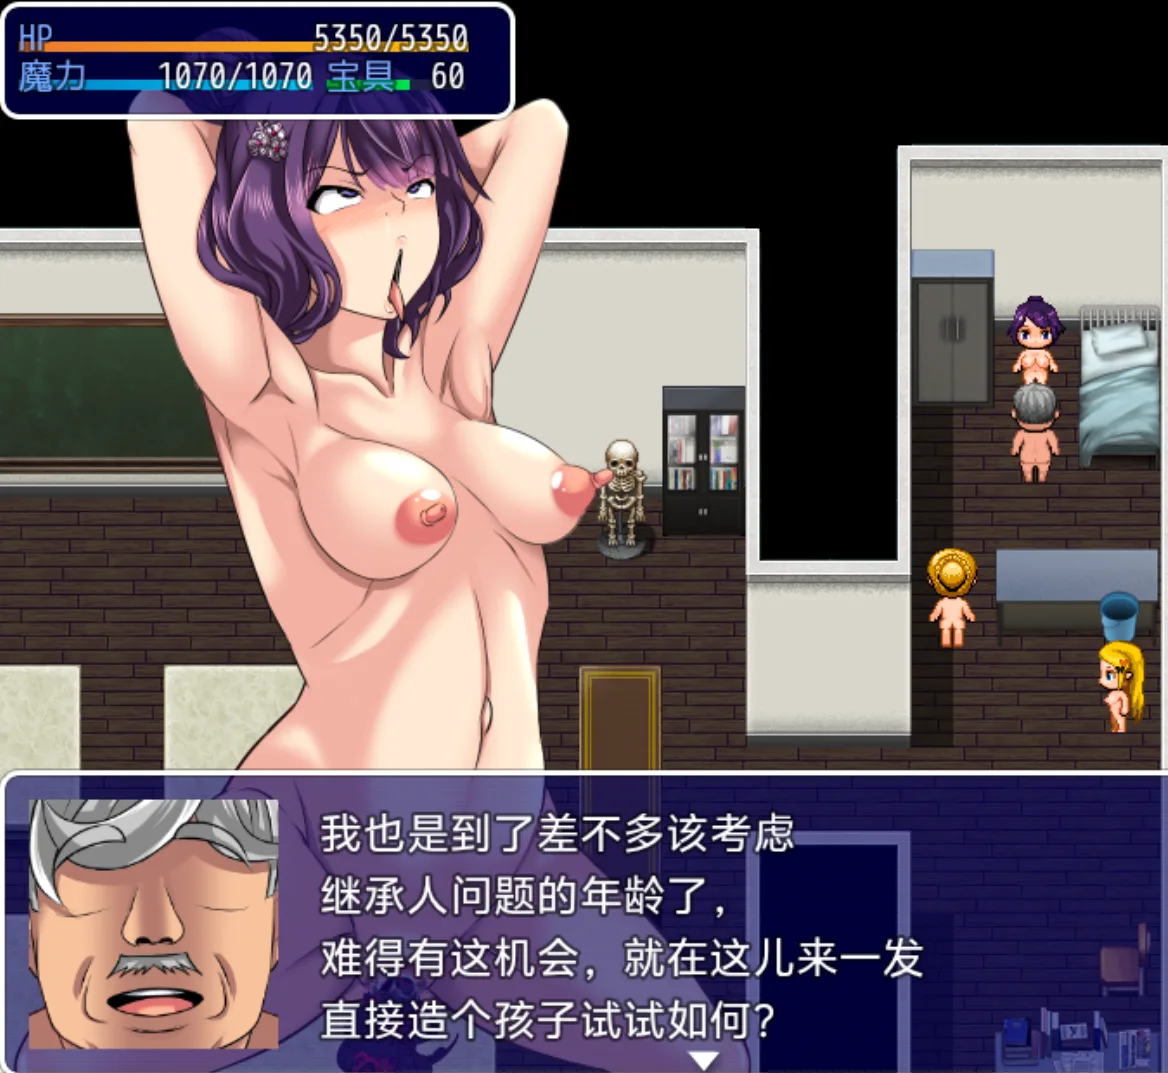 HP 5350/5350
魔力 1070/1070 宝具 60
我也是到了差不多该考虑
继承人问题的年龄了，
难得有这机会，就在这儿来一发
直接造个孩子试试如何？